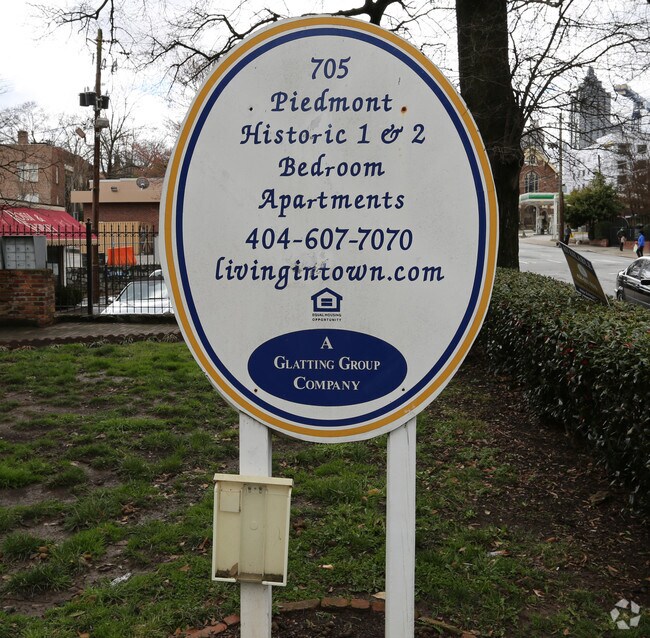 705
Piedmont
Historic 1 & 2
Bedroom
Apartments
404-607-7070
livingintown.com
EQUAL HOUSING
OPPORTUNITY
A
GLATTING GROUP
COMPANY